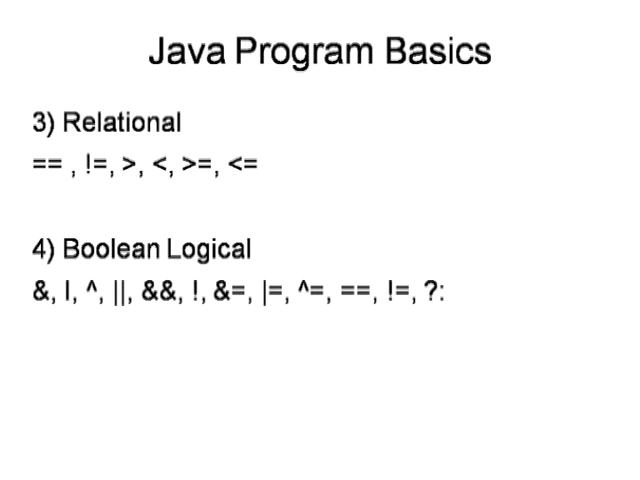 Java Program Basics
3) Relational
== , !=, >, <, >=, <=
4) Boolean Logical
&, |, ^, ||, &&, !, &=, |=, ^=, ==, !=, ?: